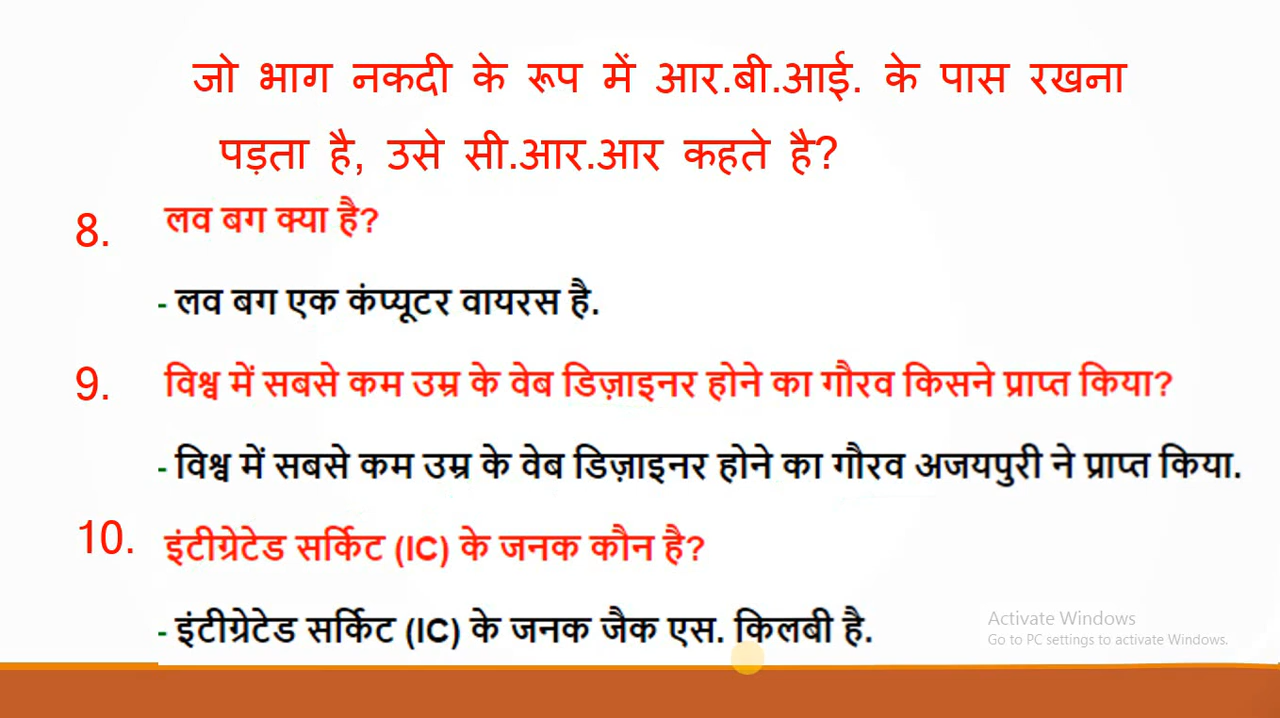 जो भाग नकदी के रूप में आर.बी.आई. के पास रखना
पड़ता है, उसे सी.आर.आर कहते है?
8. लव बग क्या है?
- लव बग एक कंप्यूटर वायरस है.
9. विश्व में सबसे कम उम्र के वेब डिज़ाइनर होने का गौरव किसने प्राप्त किया?
- विश्व में सबसे कम उम्र के वेब डिज़ाइनर होने का गौरव अजयपुरी ने प्राप्त किया.
10. इंटीग्रेटेड सर्किट (IC) के जनक कौन है?
- इंटीग्रेटेड सर्किट (IC) के जनक जैक एस. किलबी है.
Activate Windows
Go to PC settings to activate Windows.